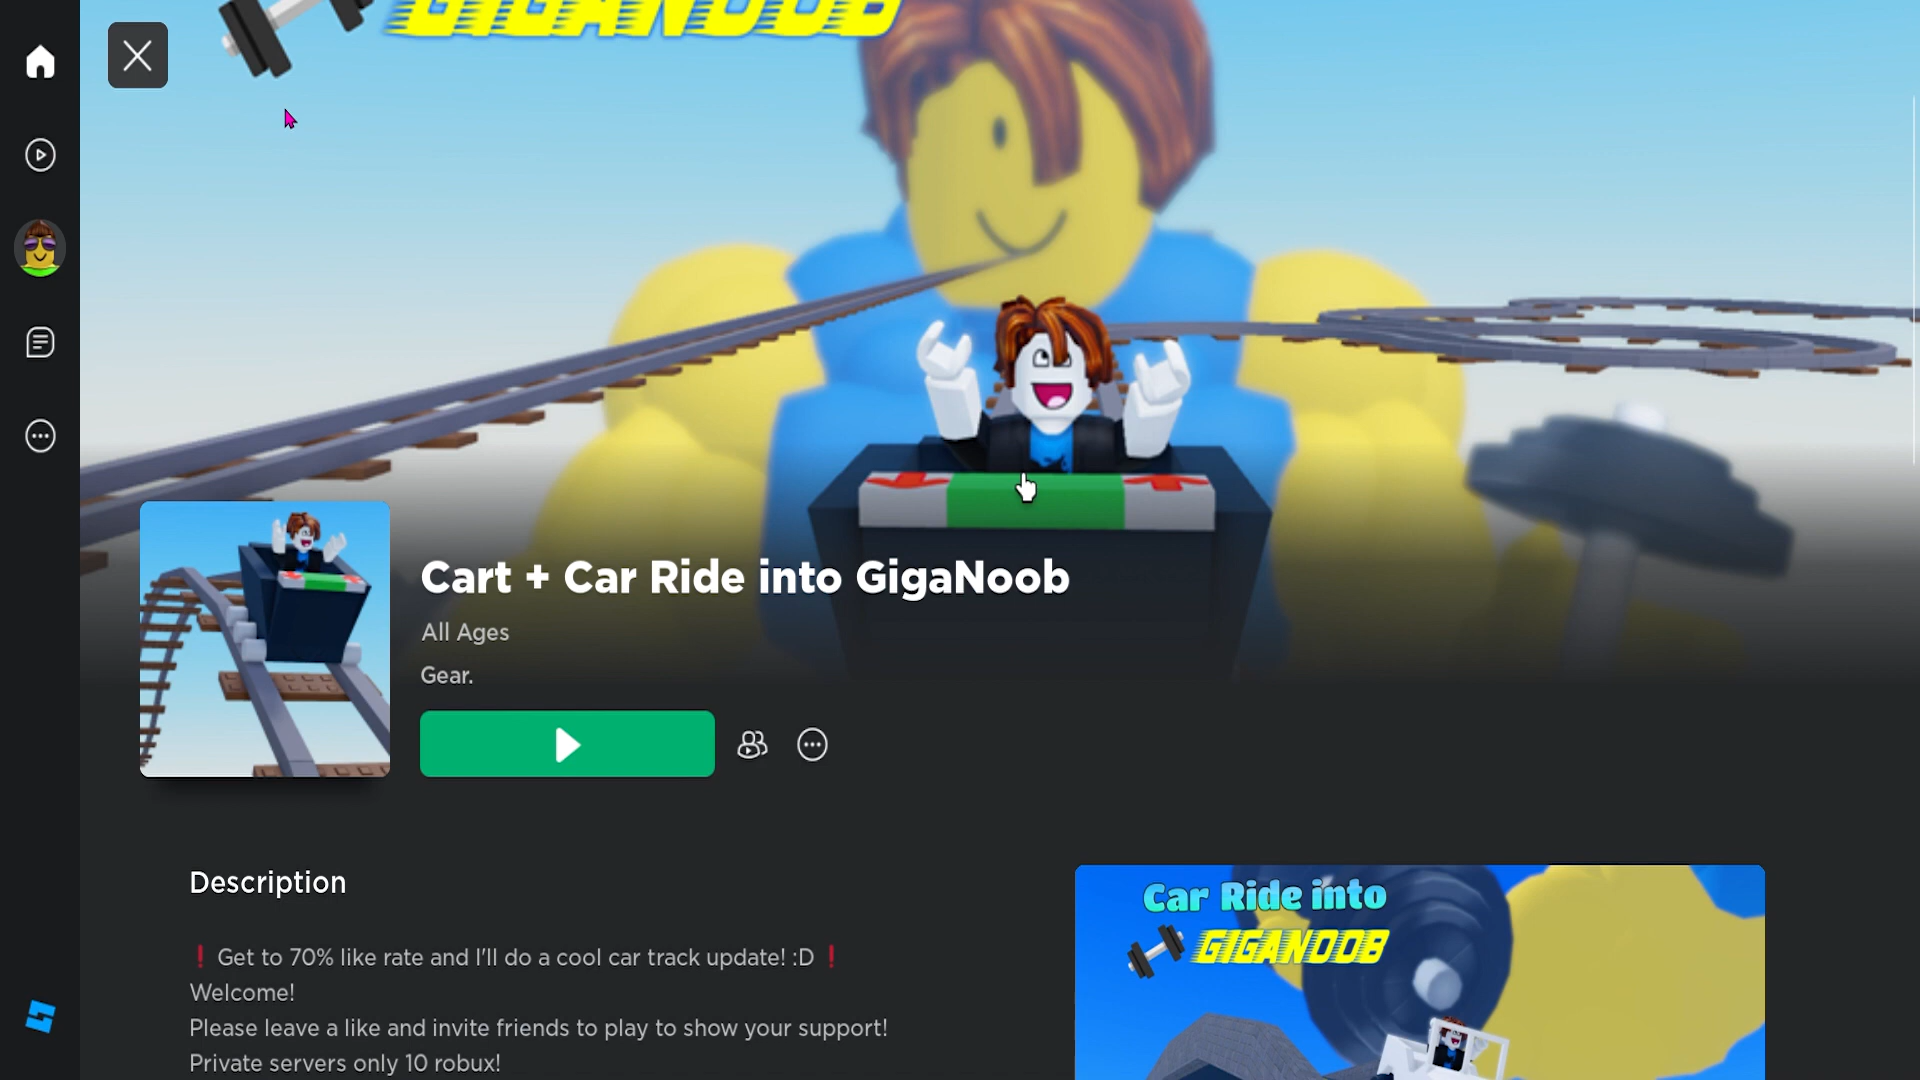 GIGANOOB
Cart + Car Ride into GigaNoob
All Ages
Gear.
Description
❗ Get to 70% like rate and I'll do a cool car track update! :D ❗
Welcome!
Please leave a like and invite friends to play to show your support!
Private servers only 10 robux!
Car Ride into
GIGANOOB